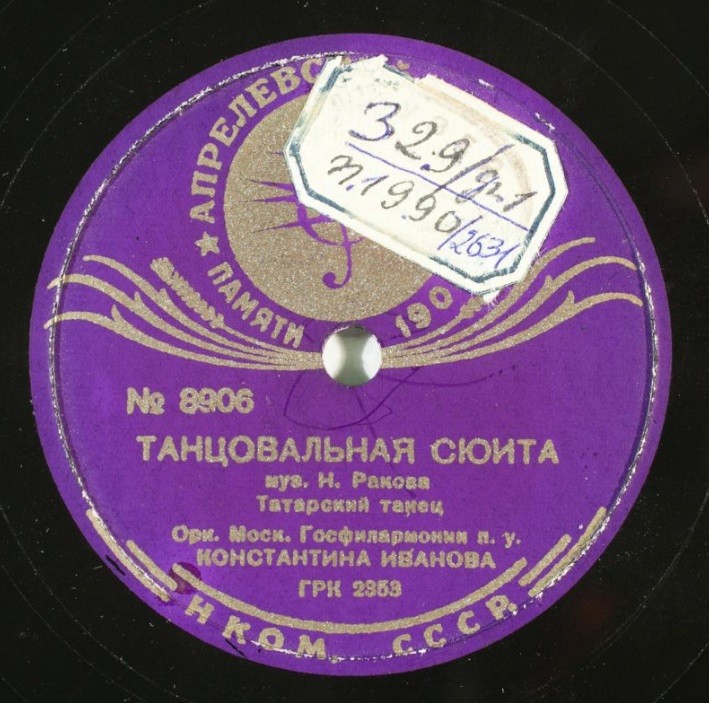 АПРЕЛЕВС
★ ПАМЯТИ 190
329/гр.1
п.1990/2631
№ 8906
ТАНЦОВАЛЬНАЯ СЮИТА
муз. Н. Ракова
Татарский танец
Орк. Моск. Госфилармонии п. у.
КОНСТАНТИНА ИВАНОВА
ГРК 2353
НКОМ. СССР